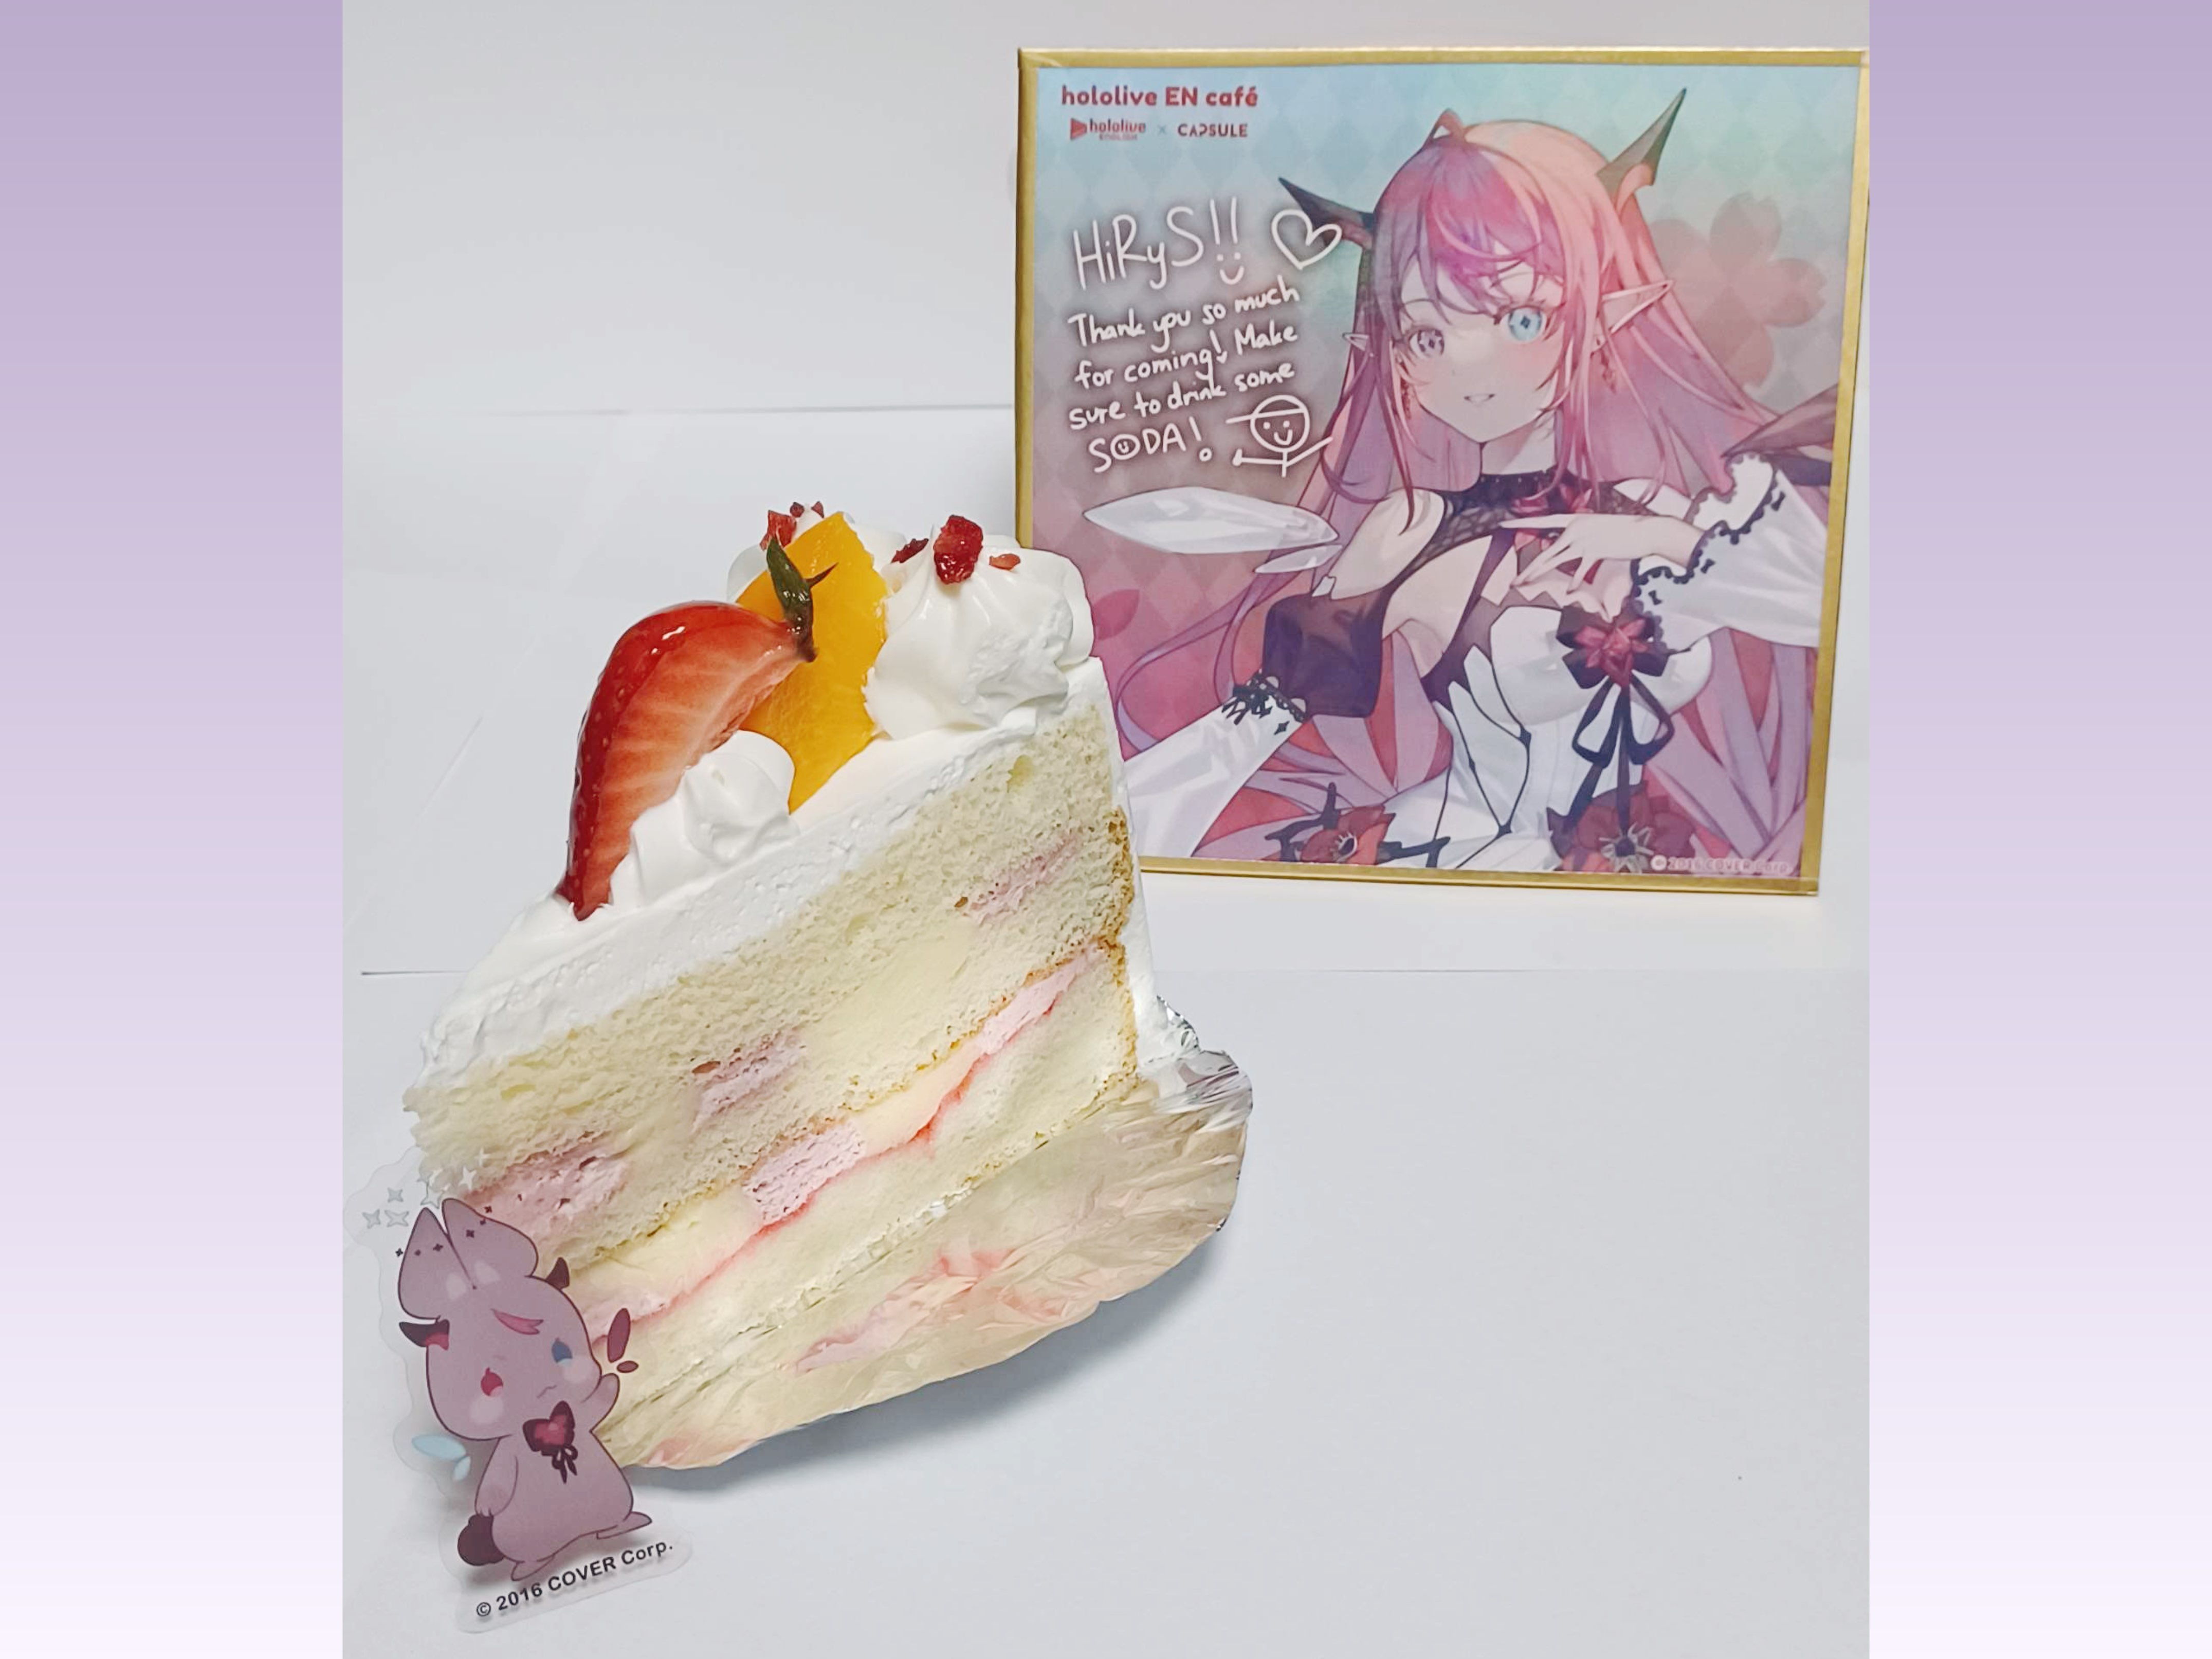 hololive EN café
hololive ENGLISH × CAPSULE
HiRyS!!
Thank you so much
for coming! Make
sure to drink some
SODA!
© 2016 COVER Corp.
© 2016 COVER Corp.